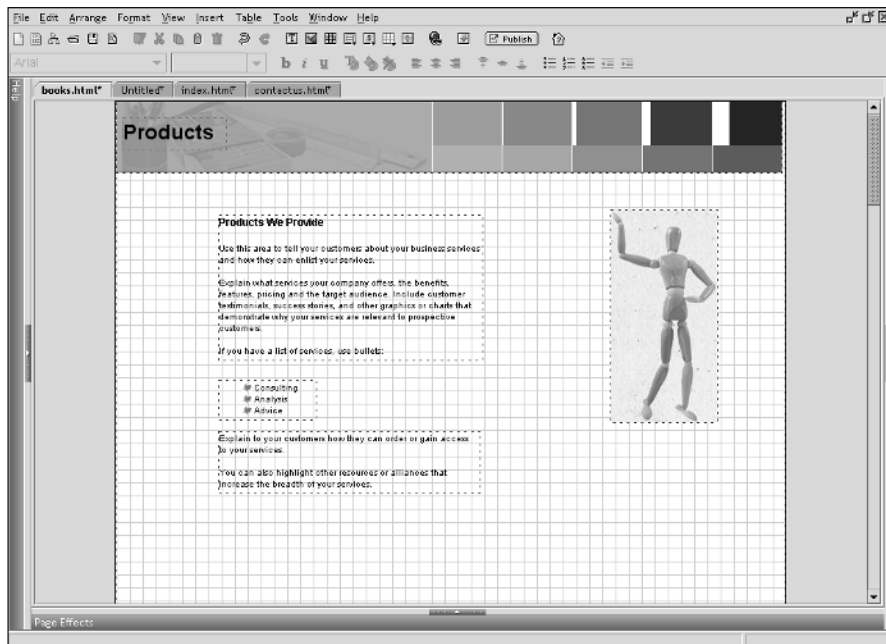 File Edit Arrange Format View Insert Table Tools Window Help
Publish
Arial
b i u
Help
books.html* Untitled* index.html* contactus.html*
Products
Products We Provide
Use this area to tell your customers about your business services
and how they can enlist your services.
Explain what services your company offers, the benefits,
features, pricing and the target audience. Include customer
testimonials, success stories, and other graphics or charts that
demonstrate why your services are relevant to prospective
customers.
If you have a list of services, use bullets:
Consulting
Analysis
Advice
Explain to your customers how they can order or gain access
to your services.
You can also highlight other resources or alliances that
increase the breadth of your services.
Page Effects